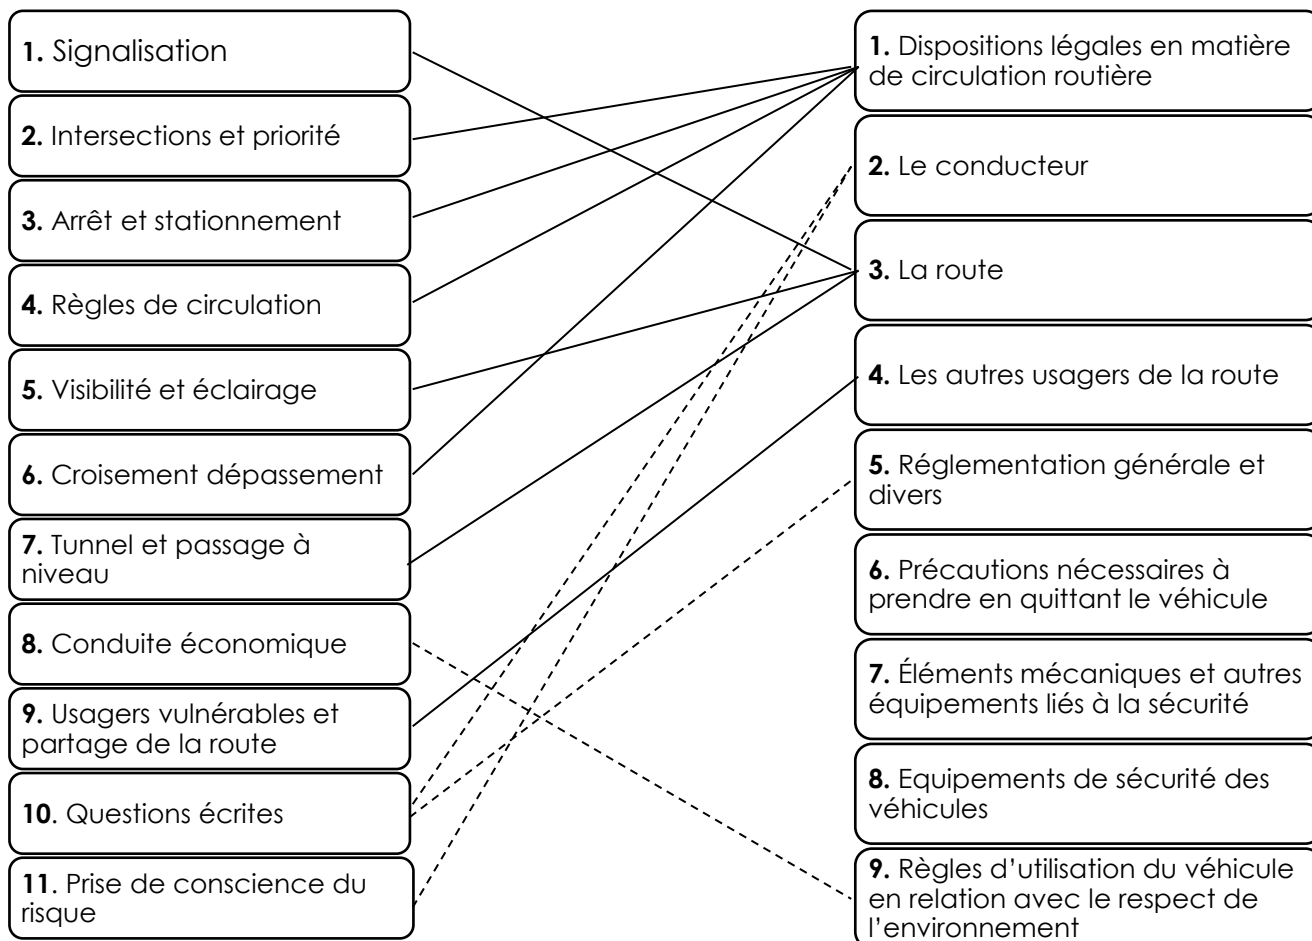 1. Signalisation
2. Intersections et priorité
3. Arrêt et stationnement
4. Règles de circulation
5. Visibilité et éclairage
6. Croisement dépassement
7. Tunnel et passage à
niveau
8. Conduite économique
9. Usagers vulnérables et
partage de la route
10. Questions écrites
11. Prise de conscience du
risque
1. Dispositions légales en matière
de circulation routière
2. Le conducteur
3. La route
4. Les autres usagers de la route
5. Réglementation générale et
divers
6. Précautions nécessaires à
prendre en quittant le véhicule
7. Éléments mécaniques et autres
équipements liés à la sécurité
8. Equipements de sécurité des
véhicules
9. Règles d’utilisation du véhicule
en relation avec le respect de
l’environnement